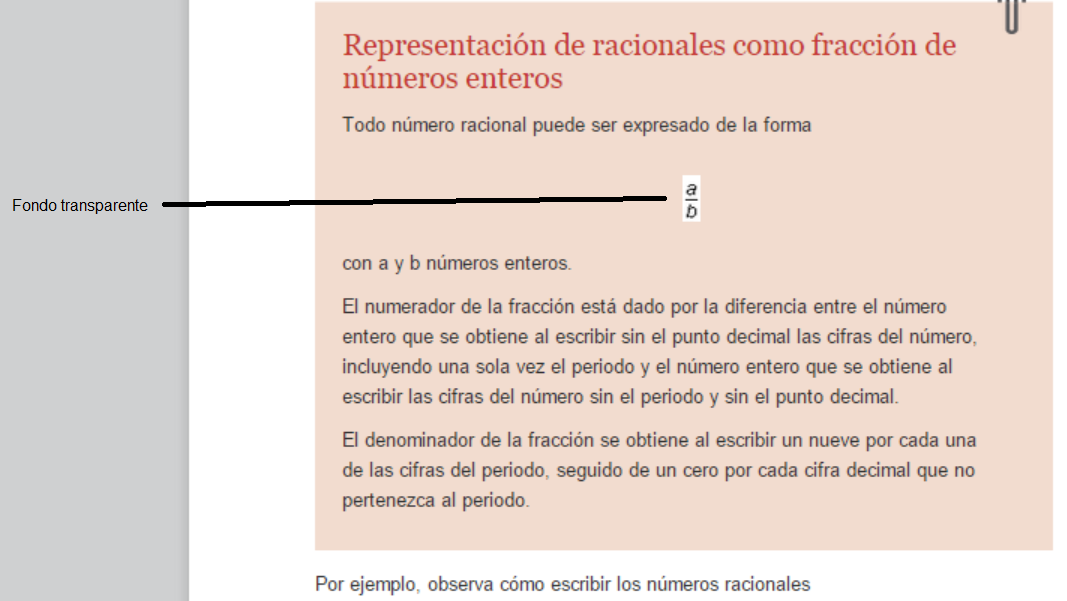 Representación de racionales como fracción de
números enteros
Todo número racional puede ser expresado de la forma
Fondo transparente
a
b
con a y b números enteros.
El numerador de la fracción está dado por la diferencia entre el número
entero que se obtiene al escribir sin el punto decimal las cifras del número,
incluyendo una sola vez el periodo y el número entero que se obtiene al
escribir las cifras del número sin el periodo y sin el punto decimal.
El denominador de la fracción se obtiene al escribir un nueve por cada una
de las cifras del periodo, seguido de un cero por cada cifra decimal que no
pertenezca al periodo.
Por ejemplo, observa cómo escribir los números racionales